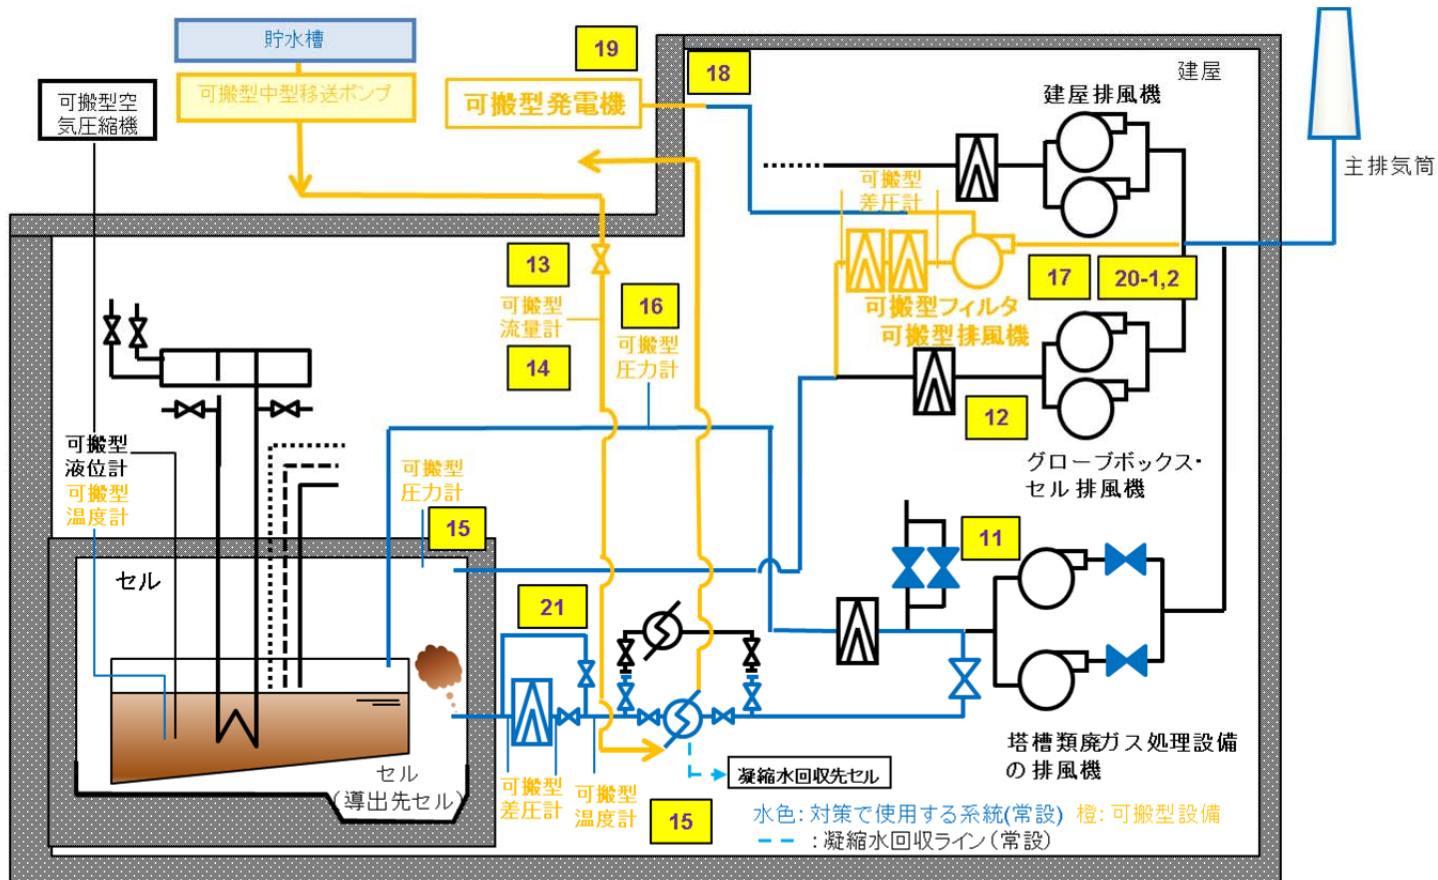 貯水槽
19
18
建屋
可搬型空
気圧縮機
可搬型中型移送ポンプ
可搬型発電機
建屋排風機
主排気筒
可搬型
差圧計
13
可搬型
流量計
16
17
20-1,2
可搬型フィルタ
可搬型排風機
14
可搬型
圧力計
12
可搬型
液位計
可搬型
温度計
可搬型
圧力計
グローブボックス・
セル排風機
15
11
セル
21
セル
(導出先セル)
可搬型
差圧計
可搬型
温度計
15
凝縮水回収先セル
塔槽類廃ガス処理設備
の排風機
水色：対策で使用する系統(常設) 橙：可搬型設備
：凝縮水回収ライン(常設)